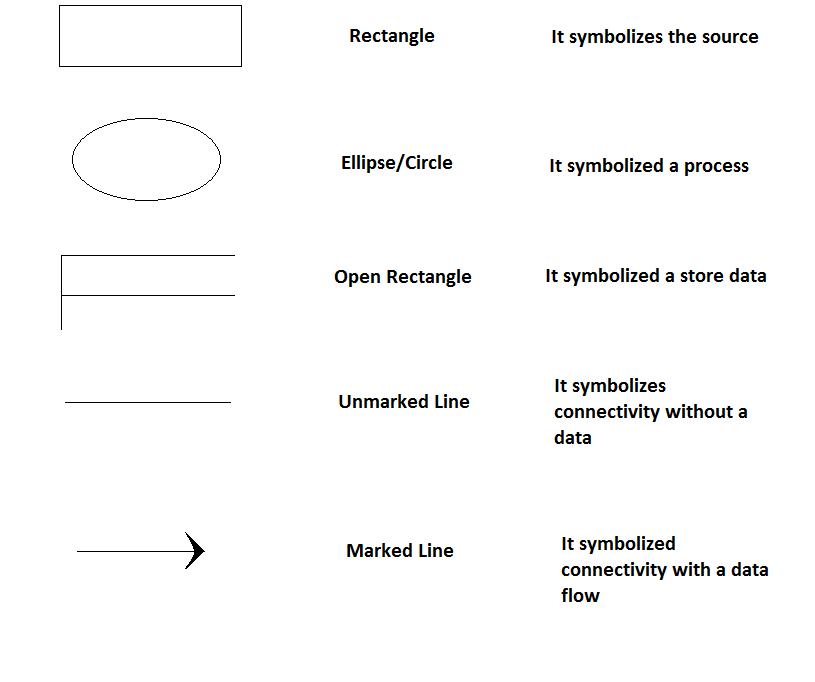 Rectangle
It symbolizes the source
Ellipse/Circle
It symbolized a process
Open Rectangle
It symbolized a store data
Unmarked Line
It symbolizes
connectivity without a
data
Marked Line
It symbolized
connectivity with a data
flow